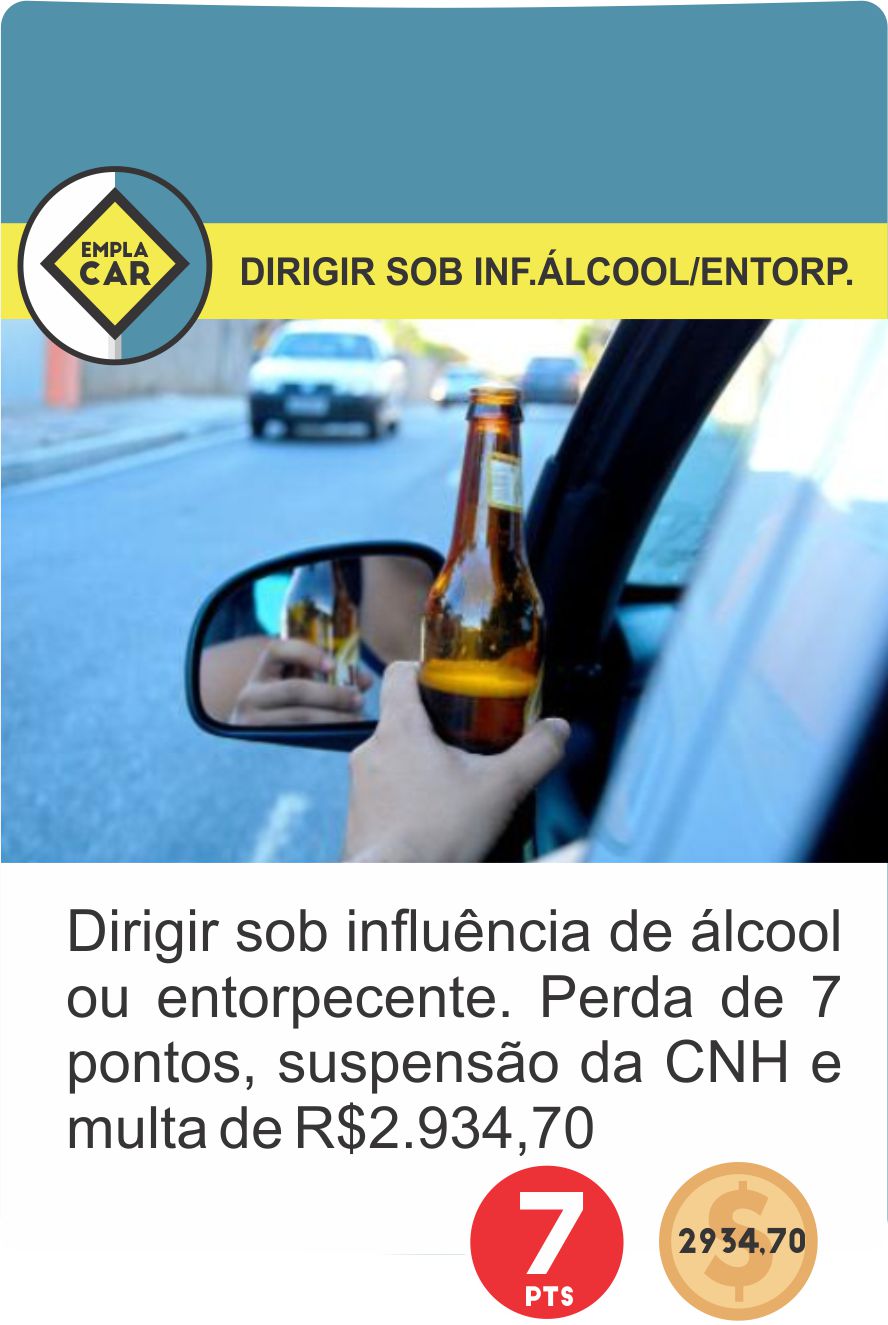 EMPLA
CAR
DIRIGIR SOB INF.ÁLCOOL/ENTORP.
Dirigir sob influência de álcool
ou entorpecente. Perda de 7
pontos, suspensão da CNH e
multa de R$2.934,70
7
PTS
$
2934,70